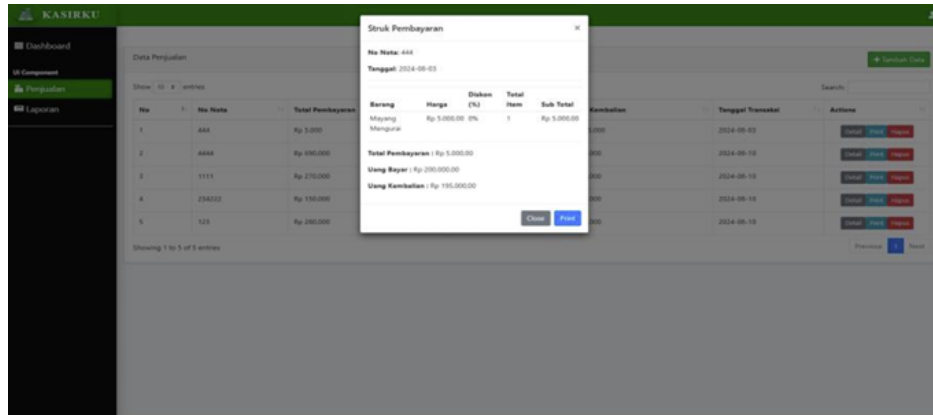 KASIRKU
Dashboard
UI Component
Penjualan
Laporan
Data Penjualan
+ Tambah Data
Show 10 entries
Search:
No No Nota Total Pembayaran Kembalian Tanggal Transaksi Actions
1 444 Rp 5.000 2024-08-03 Detail Print Hapus
2 4444 Rp 690.000 2024-08-10 Detail Print Hapus
3 1111 Rp 270.000 2024-08-10 Detail Print Hapus
4 234322 Rp 150.000 2024-08-10 Detail Print Hapus
5 123 Rp 280.000 2024-08-10 Detail Print Hapus
Showing 1 to 5 of 5 entries
Previous 1 Next
Struk Pembayaran ×
No Nota: 444
Tanggal: 2024-08-03
Barang Harga Diskon (%) Total Item Sub Total
Mayang Mengurai Rp 5.000.00 0% 1 Rp 5.000.00
Total Pembayaran : Rp 5.000.00
Uang Bayar : Rp 200.000.00
Uang Kembalian : Rp 195.000.00
Close Print